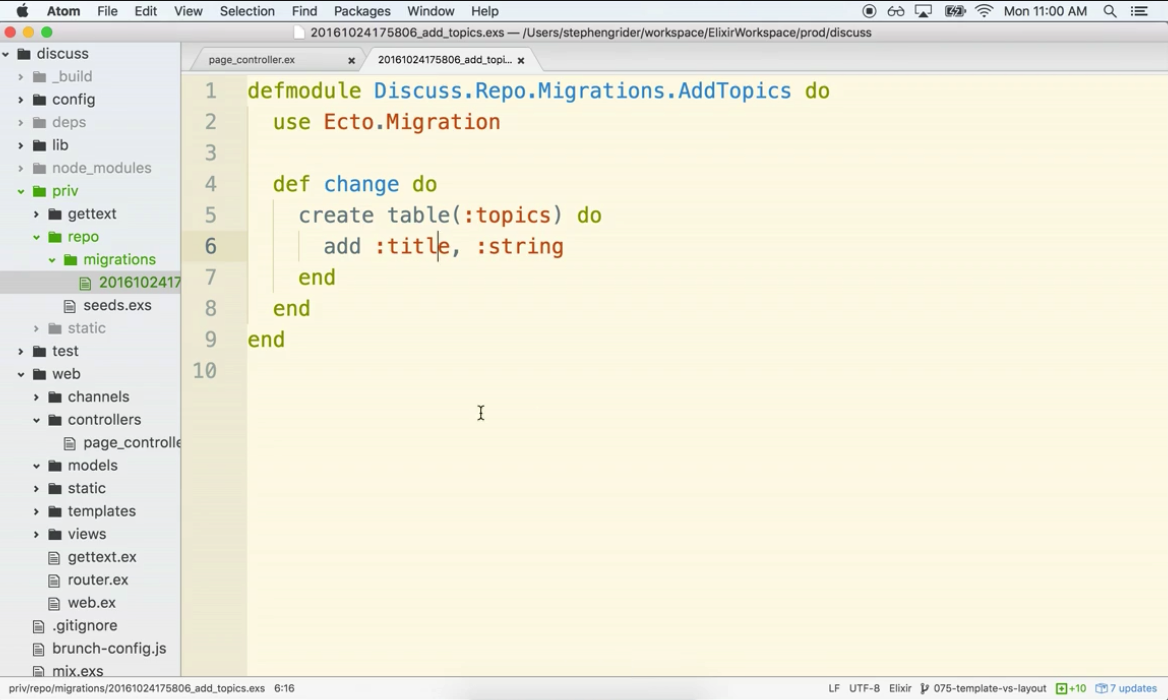 Atom File Edit View Selection Find Packages Window Help Mon 11:00 AM
20161024175806_add_topics.exs — /Users/stephengrider/workspace/ElixirWorkspace/prod/discuss
discuss
_build
config
deps
lib
node_modules
priv
gettext
repo
migrations
2016102417
seeds.exs
static
test
web
channels
controllers
page_controlle
models
static
templates
views
gettext.ex
router.ex
web.ex
.gitignore
brunch-config.js
mix.exs
page_controller.ex × 20161024175806_add_topi... ×
1 defmodule Discuss.Repo.Migrations.AddTopics do
2 use Ecto.Migration
3
4 def change do
5 create table(:topics) do
6 add :title, :string
7 end
8 end
9 end
10
priv/repo/migrations/20161024175806_add_topics.exs 6:16 LF UTF-8 Elixir 075-template-vs-layout +10 7 updates